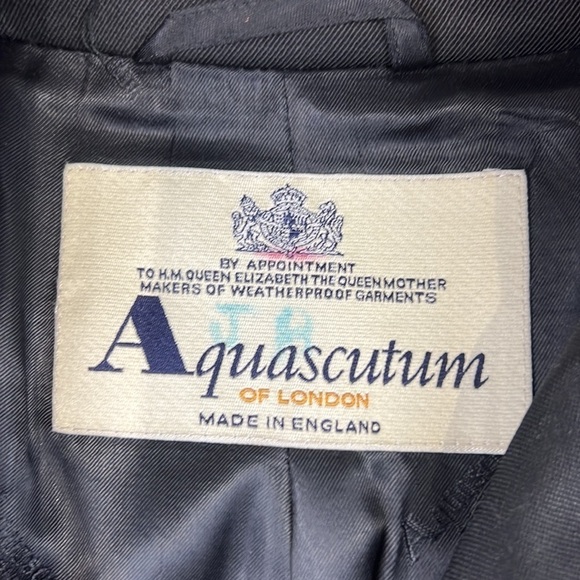 BY APPOINTMENT
TO H.M. QUEEN ELIZABETH THE QUEEN MOTHER
MAKERS OF WEATHERPROOF GARMENTS
J H
Aquascutum
OF LONDON
MADE IN ENGLAND